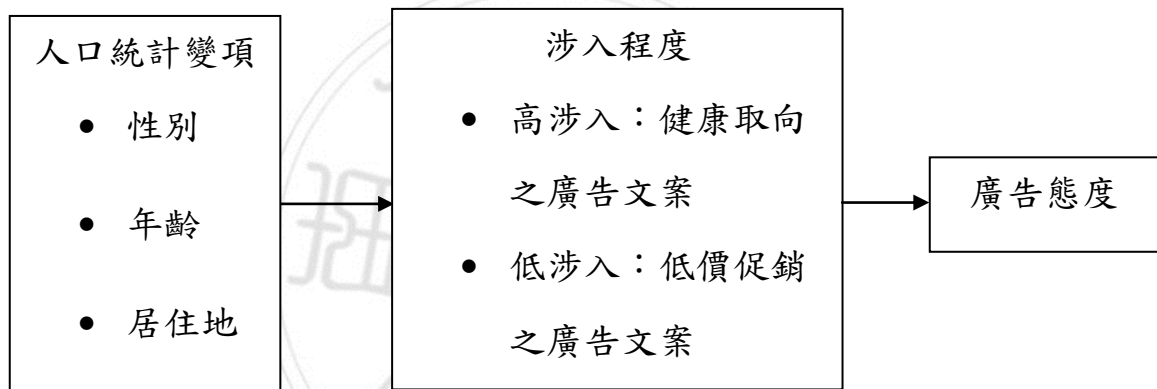 人口統計變項
• 性別
• 年齡
• 居住地
涉入程度
• 高涉入：健康取向
之廣告文案
• 低涉入：低價促銷
之廣告文案
廣告態度